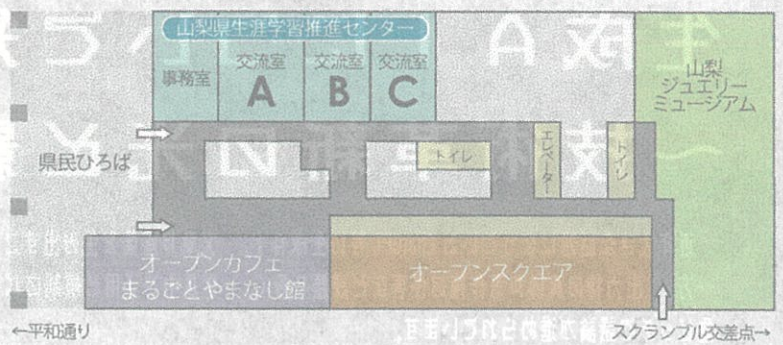 山梨県生涯学習推進センター
事務室
交流室
A
交流室
B
交流室
C
山梨
ジュエリー
ミュージアム
県民ひろば
トイレ
エレベーター
トイレ
オープンカフェ
まるごとやまなし館
オープンスクエア
←平和通り
スクランブル交差点→